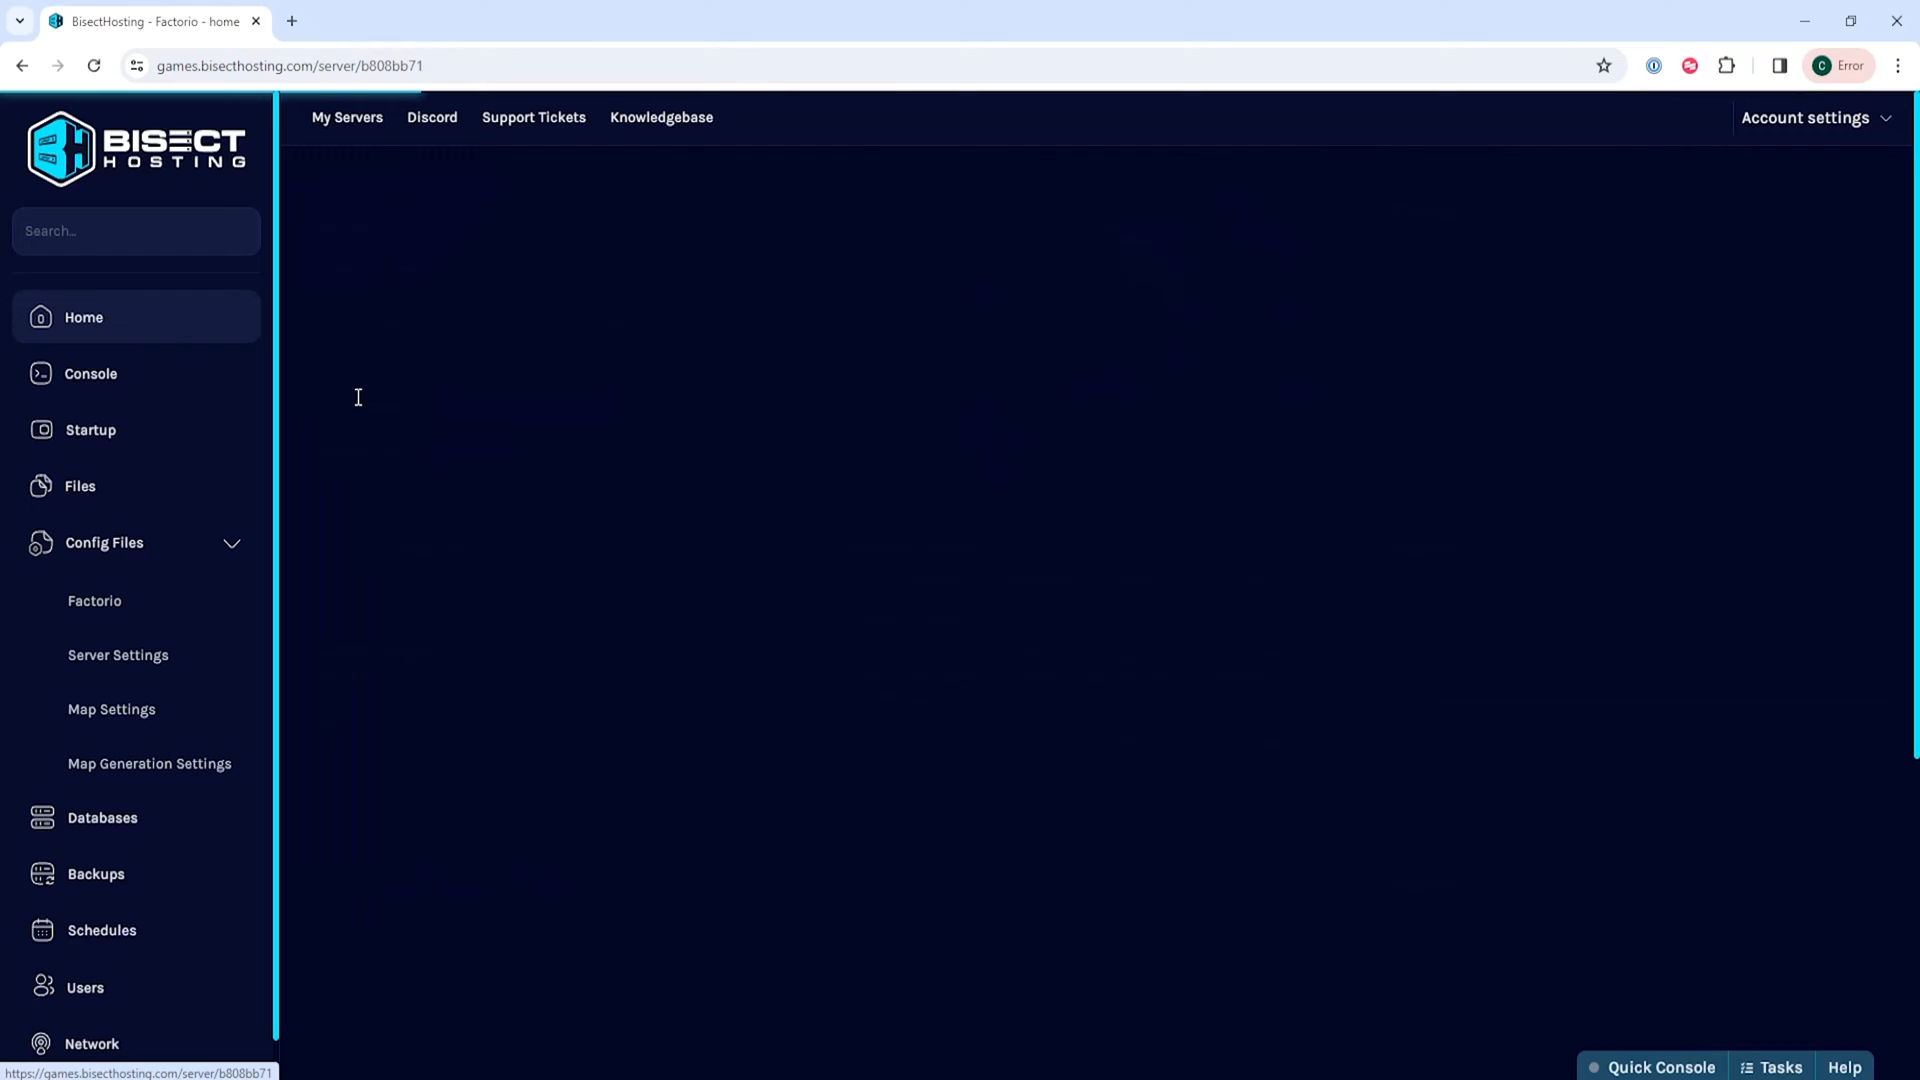 BisectHosting - Factorio - home
games.bisecthosting.com/server/b808bb71
C Error
BISECT
HOSTING
My Servers Discord Support Tickets Knowledgebase
Account settings
Search...
Home
Console
Startup
Files
Config Files
Factorio
Server Settings
Map Settings
Map Generation Settings
Databases
Backups
Schedules
Users
Network
https://games.bisecthosting.com/server/b808bb71
Quick Console Tasks Help